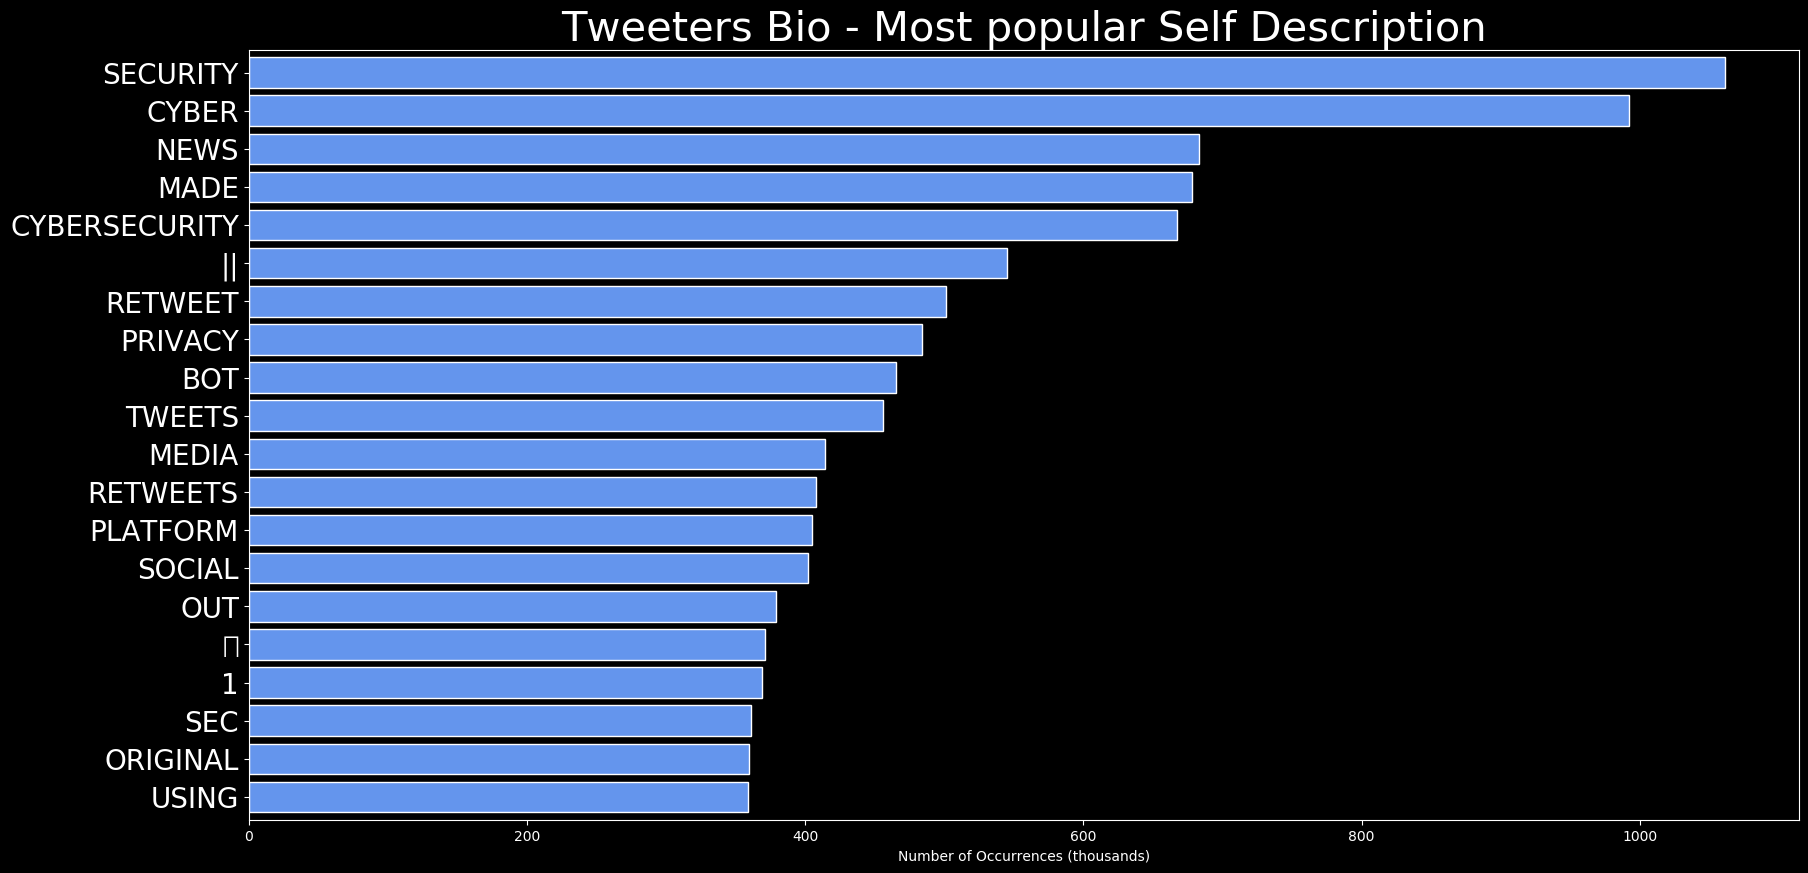 Tweeters Bio - Most popular Self Description
SECURITY
CYBER
NEWS
MADE
CYBERSECURITY
||
RETWEET
PRIVACY
BOT
TWEETS
MEDIA
RETWEETS
PLATFORM
SOCIAL
OUT
1
SEC
ORIGINAL
USING
0 200 400 600 800 1000
Number of Occurrences (thousands)